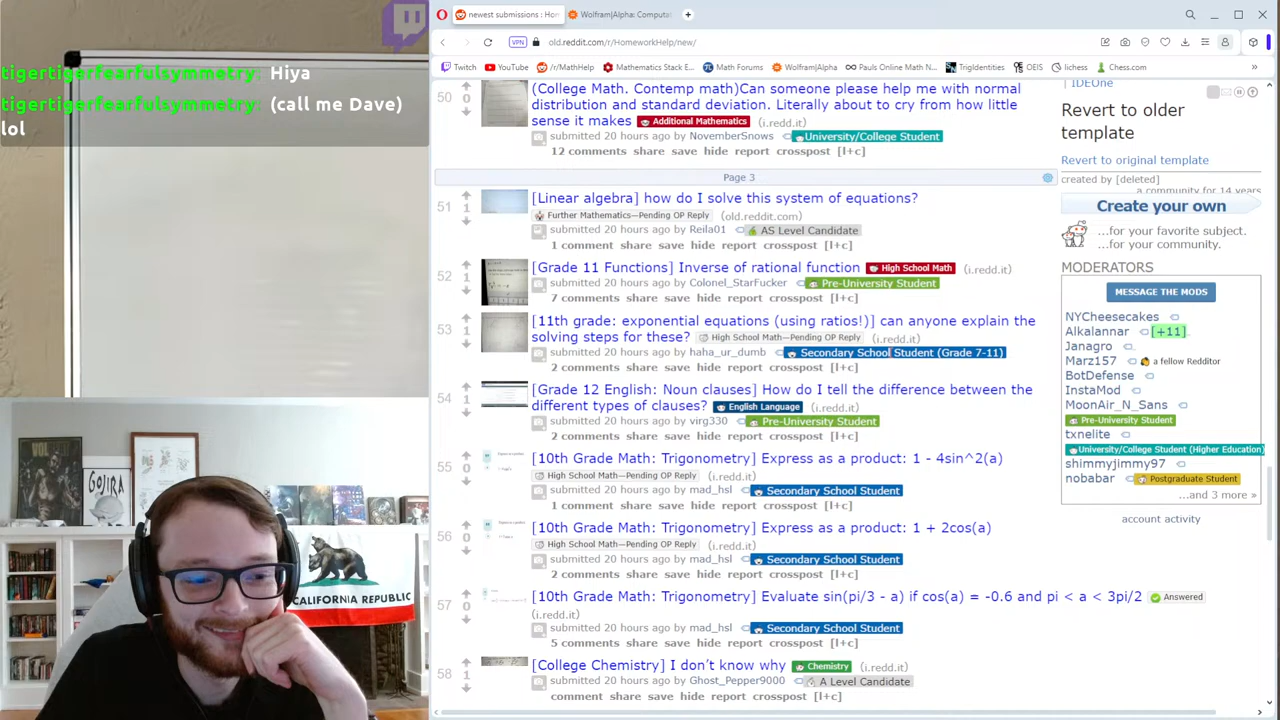 tigertigerfearfulsymmetry: Hiya
tigertigerfearfulsymmetry: (call me Dave)
lol
GOJIRA
CALIFORNIA REPUBLIC
newest submissions : Hom
Wolfram|Alpha: Computat
VPN
old.reddit.com/r/HomeworkHelp/new/
Twitch
YouTube
/r/MathHelp
Mathematics Stack E...
Math Forums
Wolfram|Alpha
Pauls Online Math N...
TrigIdentities
OEIS
lichess
Chess.com
50
0
(College Math. Contemp math)Can someone please help me with normal
distribution and standard deviation. Literally about to cry from how little
sense it makes Additional Mathematics (i.redd.it)
submitted 20 hours ago by NovemberSnows University/College Student
12 comments share save hide report crosspost [l+c]
Page 3
51
1
[Linear algebra] how do I solve this system of equations?
Further Mathematics—Pending OP Reply (old.reddit.com)
submitted 20 hours ago by Reila01 AS Level Candidate
1 comment share save hide report crosspost [l+c]
52
1
[Grade 11 Functions] Inverse of rational function High School Math (i.redd.it)
submitted 20 hours ago by Colonel_StarFucker Pre-University Student
7 comments share save hide report crosspost [l+c]
53
1
[11th grade: exponential equations (using ratios!)] can anyone explain the
solving steps for these? High School Math—Pending OP Reply (i.redd.it)
submitted 20 hours ago by haha_ur_dumb Secondary School Student (Grade 7-11)
2 comments share save hide report crosspost [l+c]
54
1
[Grade 12 English: Noun clauses] How do I tell the difference between the
different types of clauses? English Language (i.redd.it)
submitted 20 hours ago by virg330 Pre-University Student
2 comments share save hide report crosspost [l+c]
55
0
[10th Grade Math: Trigonometry] Express as a product: 1 - 4sin^2(a)
High School Math—Pending OP Reply (i.redd.it)
submitted 20 hours ago by mad_hsl Secondary School Student
1 comment share save hide report crosspost [l+c]
56
0
[10th Grade Math: Trigonometry] Express as a product: 1 + 2cos(a)
High School Math—Pending OP Reply (i.redd.it)
submitted 20 hours ago by mad_hsl Secondary School Student
2 comments share save hide report crosspost [l+c]
57
0
[10th Grade Math: Trigonometry] Evaluate sin(pi/3 - a) if cos(a) = -0.6 and pi < a < 3pi/2 Answered
(i.redd.it)
submitted 20 hours ago by mad_hsl Secondary School Student
5 comments share save hide report crosspost [l+c]
58
1
[College Chemistry] I don't know why Chemistry (i.redd.it)
submitted 20 hours ago by Ghost_Pepper9000 A Level Candidate
comment share save hide report crosspost [l+c]
IDEOne
Revert to older
template
Revert to original template
created by [deleted]
a community for 14 years
Create your own
...for your favorite subject.
...for your community.
MODERATORS
MESSAGE THE MODS
NYCheesecakes
Alkalannar [+11]
Janagro
Marz157 a fellow Redditor
BotDefense
InstaMod
MoonAir_N_Sans
Pre-University Student
txnelite
University/College Student (Higher Education)
shimmyjimmy97
nobabar Postgraduate Student
...and 3 more »
account activity